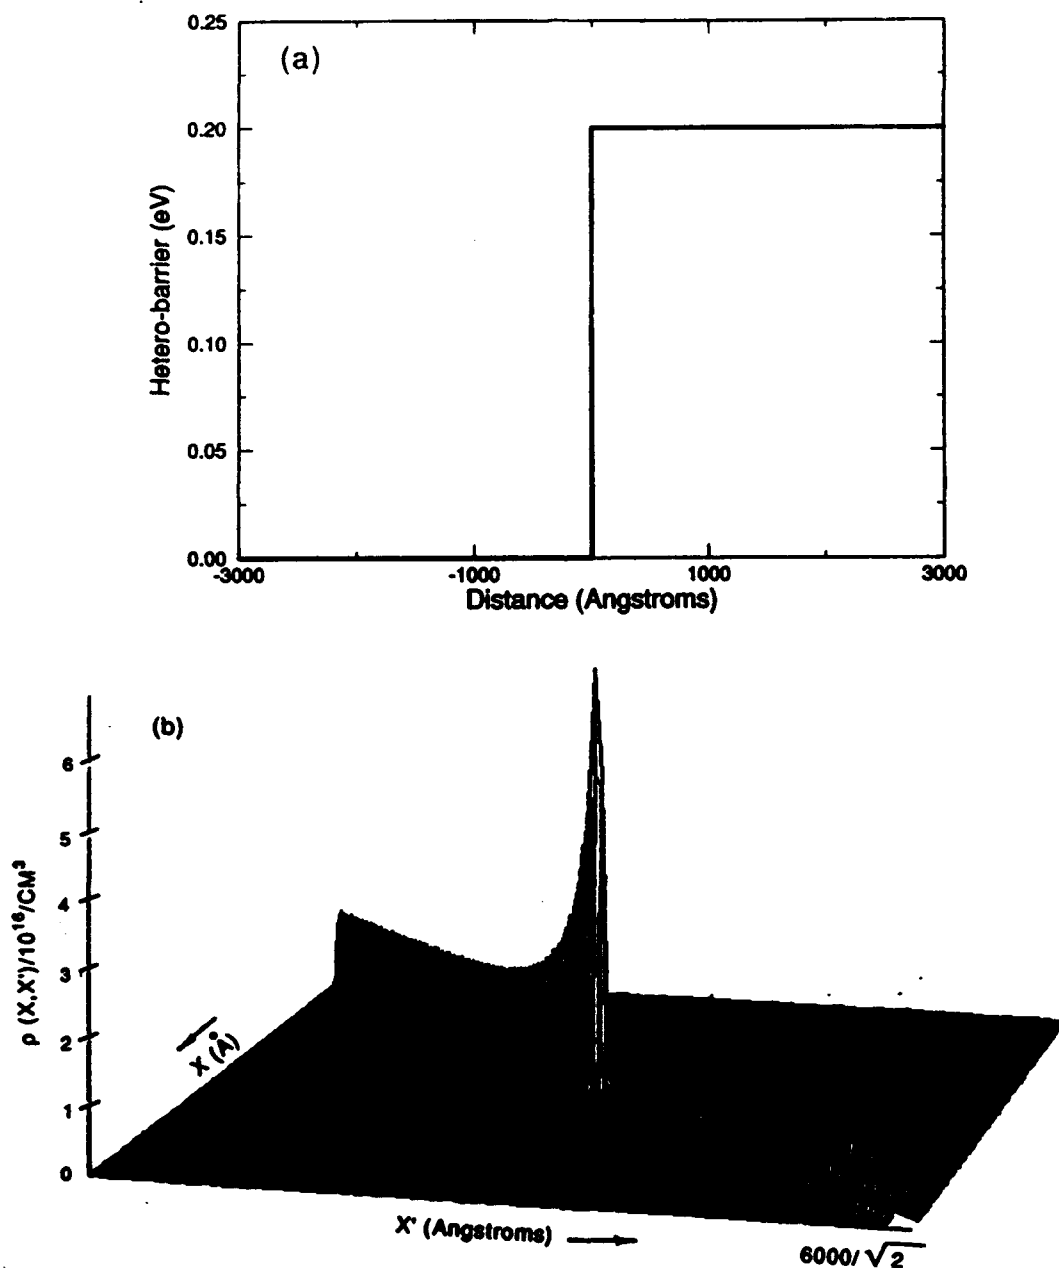 (a)
Hetero-barrier (eV)
0.25
0.20
0.15
0.10
0.05
0.00
-3000
-1000
1000
3000
Distance (Angstroms)
(b)
ρ (X,X')/10¹⁶/CM³
6
5
4
3
2
1
0
X (Å)
X' (Angstroms)
6000/√2